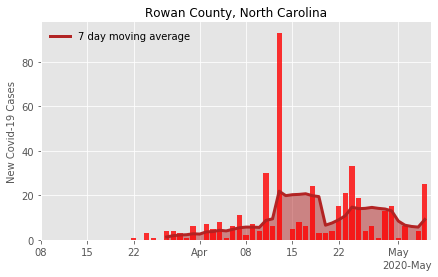 Rowan County, North Carolina
7 day moving average
New Covid-19 Cases
80
60
40
20
0
08 15 22 Apr 08 15 22 May
2020-May